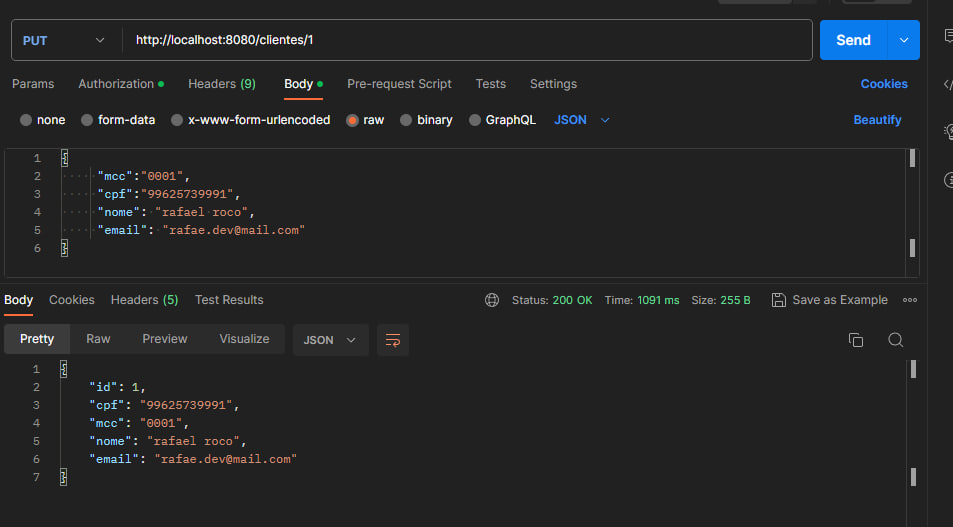 PUT http://localhost:8080/clientes/1 Send
Params Authorization Headers (9) Body Pre-request Script Tests Settings Cookies
none form-data x-www-form-urlencoded raw binary GraphQL JSON Beautify
1 {
2 "mcc":"0001",
3 "cpf":"99625739991",
4 "nome": "rafael roco",
5 "email": "rafae.dev@mail.com"
6 }
Body Cookies Headers (5) Test Results Status: 200 OK Time: 1091 ms Size: 255 B Save as Example
Pretty Raw Preview Visualize JSON
1 {
2 "id": 1,
3 "cpf": "99625739991",
4 "mcc": "0001",
5 "nome": "rafael roco",
6 "email": "rafae.dev@mail.com"
7 }